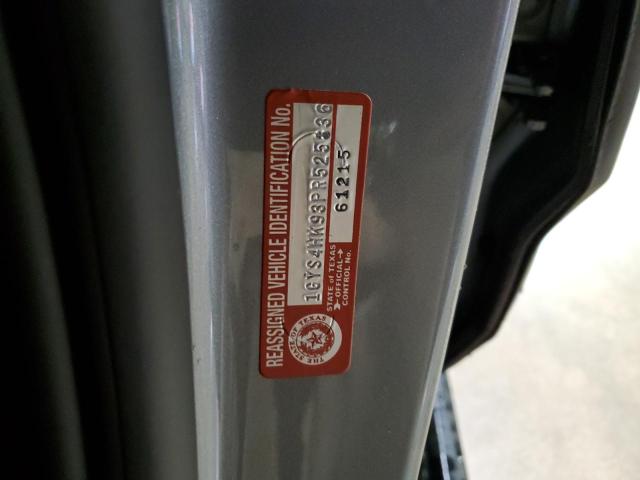 REASSIGNED VEHICLE IDENTIFICATION No.
1GYS4HK93PR525836
STATE of TEXAS
OFFICIAL
CONTROL No.
61215
THE STATE OF TEXAS